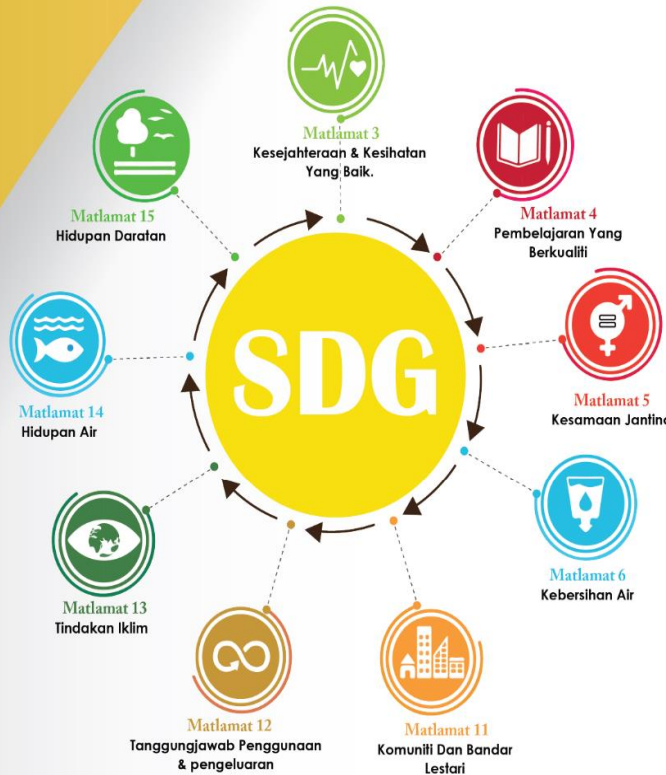 Matlamat 3
Kesejahteraan & Kesihatan
Yang Baik.
Matlamat 4
Pembelajaran Yang
Berkualiti
Matlamat 5
Kesamaan Jantina
Matlamat 6
Kebersihan Air
Matlamat 11
Komuniti Dan Bandar
Lestari
Matlamat 12
Tanggungjawab Penggunaan
& pengeluaran
Matlamat 13
Tindakan Iklim
Matlamat 14
Hidupan Air
Matlamat 15
Hidupan Daratan
SDG